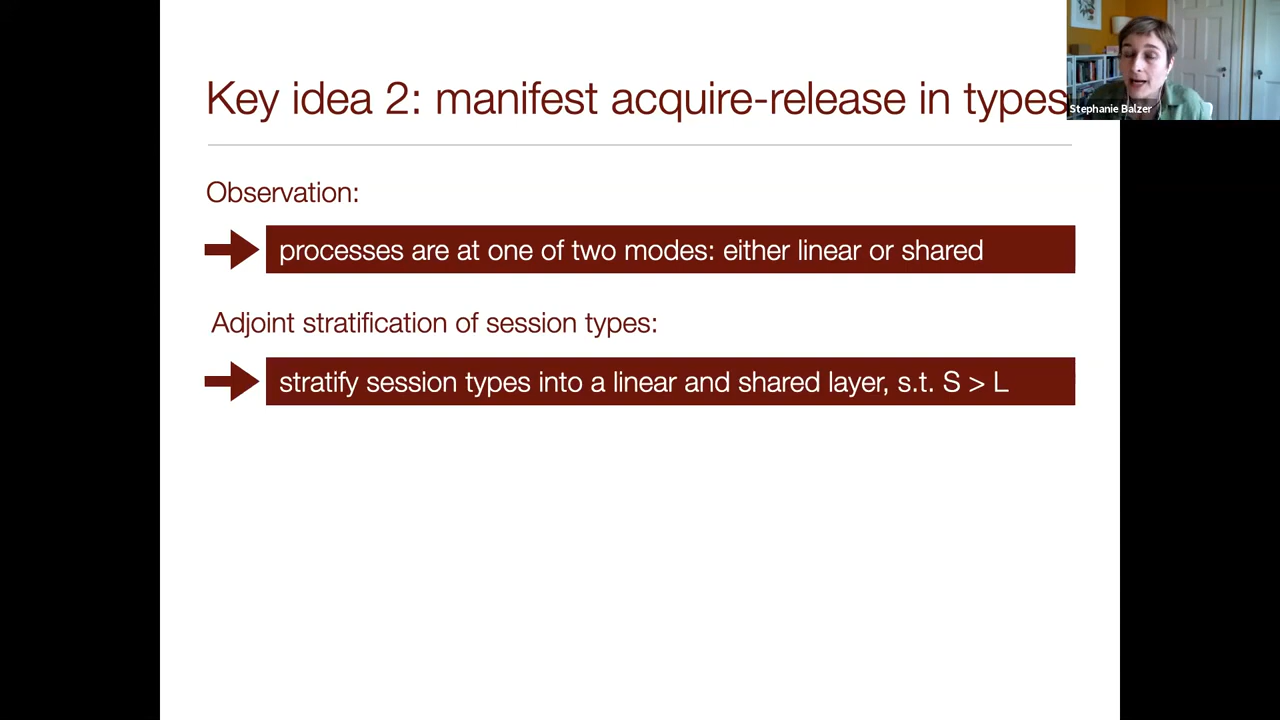 Key idea 2: manifest acquire-release in types
Stephanie Balzer
Observation:
processes are at one of two modes: either linear or shared
Adjoint stratification of session types:
stratify session types into a linear and shared layer, s.t. S > L